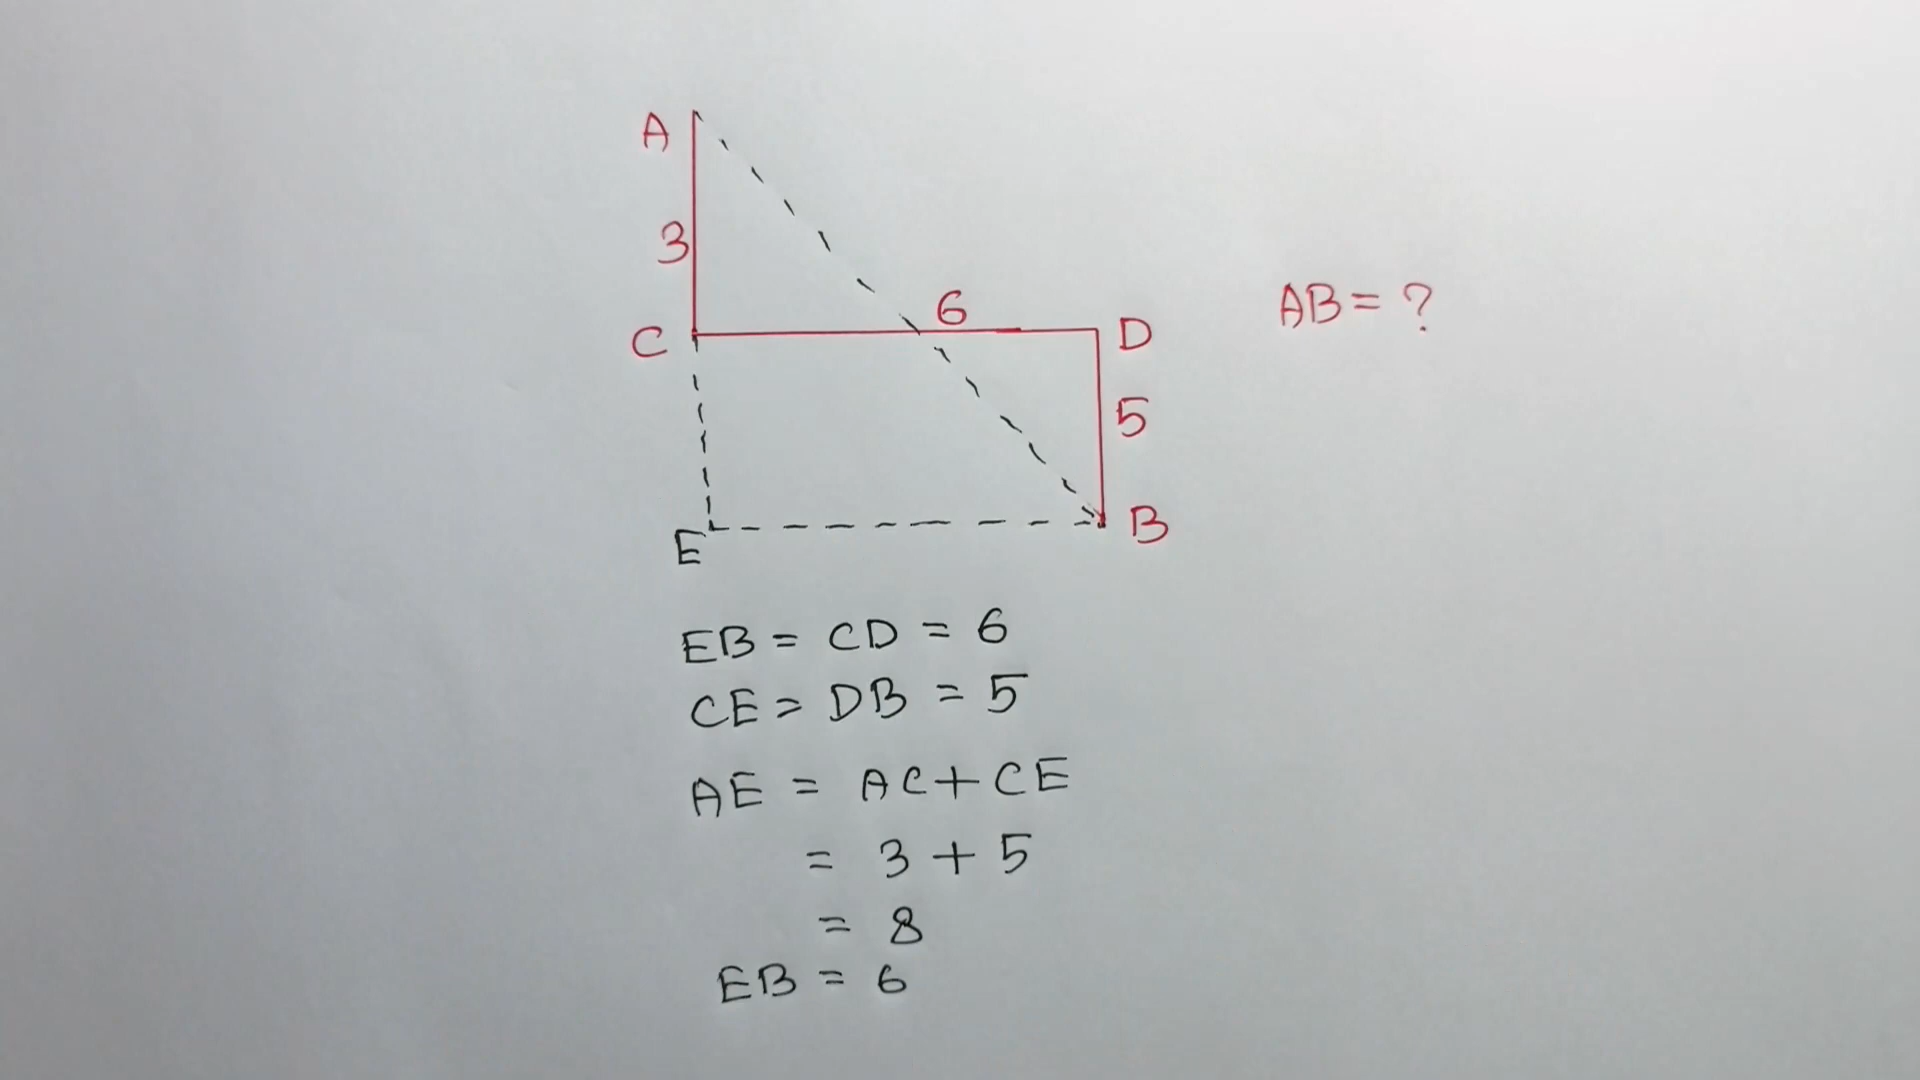 A
3
6
C
D
AB = ?
5
E
B
EB = CD = 6
CE = DB = 5
AE = AC + CE
= 3 + 5
= 8
EB = 6